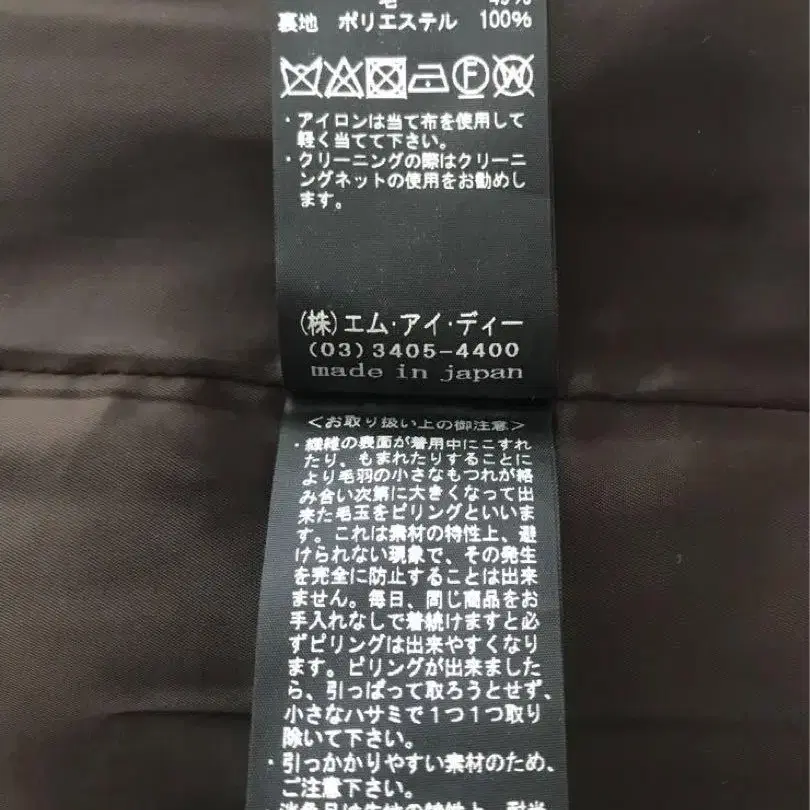 毛
裏地 ポリエステル 100%
・アイロンは当て布を使用して
軽く当てて下さい。
・クリーニングの際はクリーニ
ングネットの使用をお勧めし
ます。
(株)エム・アイ・ディー
(03)3405-4400
made in japan
<お取り扱い上の御注意>
・繊維の表面が着用中にこすれ
たり、もまれたりすることに
より毛羽の小さなもつれが絡
み合い次第に大きくなって出
来た毛玉をピリングといいま
す。これは素材の特性上、避
けられない現象で、その発生
を完全に防止することは出来
ません。毎日、同じ商品をお
手入れなしで着続けますと必
ずピリングは出来やすくなり
ます。ピリングが出来ました
ら、引っぱって取ろうとせず、
小さなハサミで1つ1つ取り
除いて下さい。
・引っかかりやすい素材のため、
ご注意下さい。